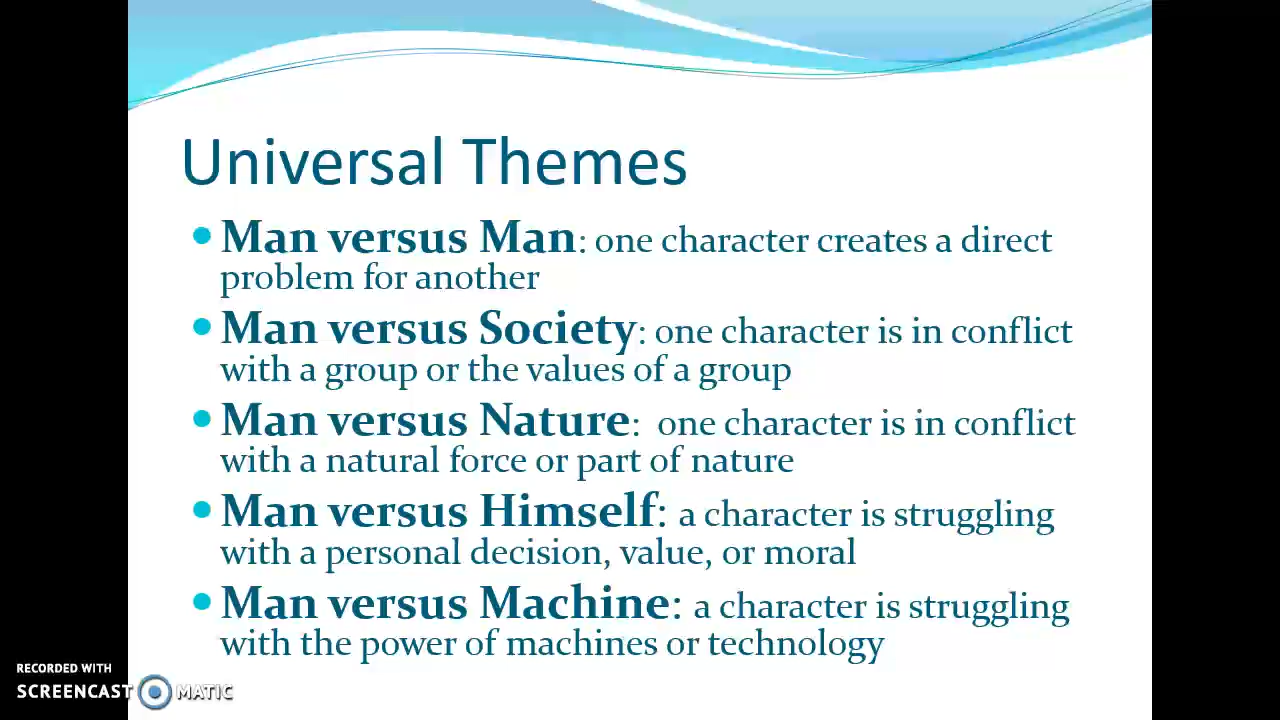 Universal Themes
Man versus Man: one character creates a direct
problem for another
Man versus Society: one character is in conflict
with a group or the values of a group
Man versus Nature:  one character is in conflict
with a natural force or part of nature
Man versus Himself: a character is struggling
with a personal decision, value, or moral
Man versus Machine: a character is struggling
with the power of machines or technology
RECORDED WITH
SCREENCAST MATIC